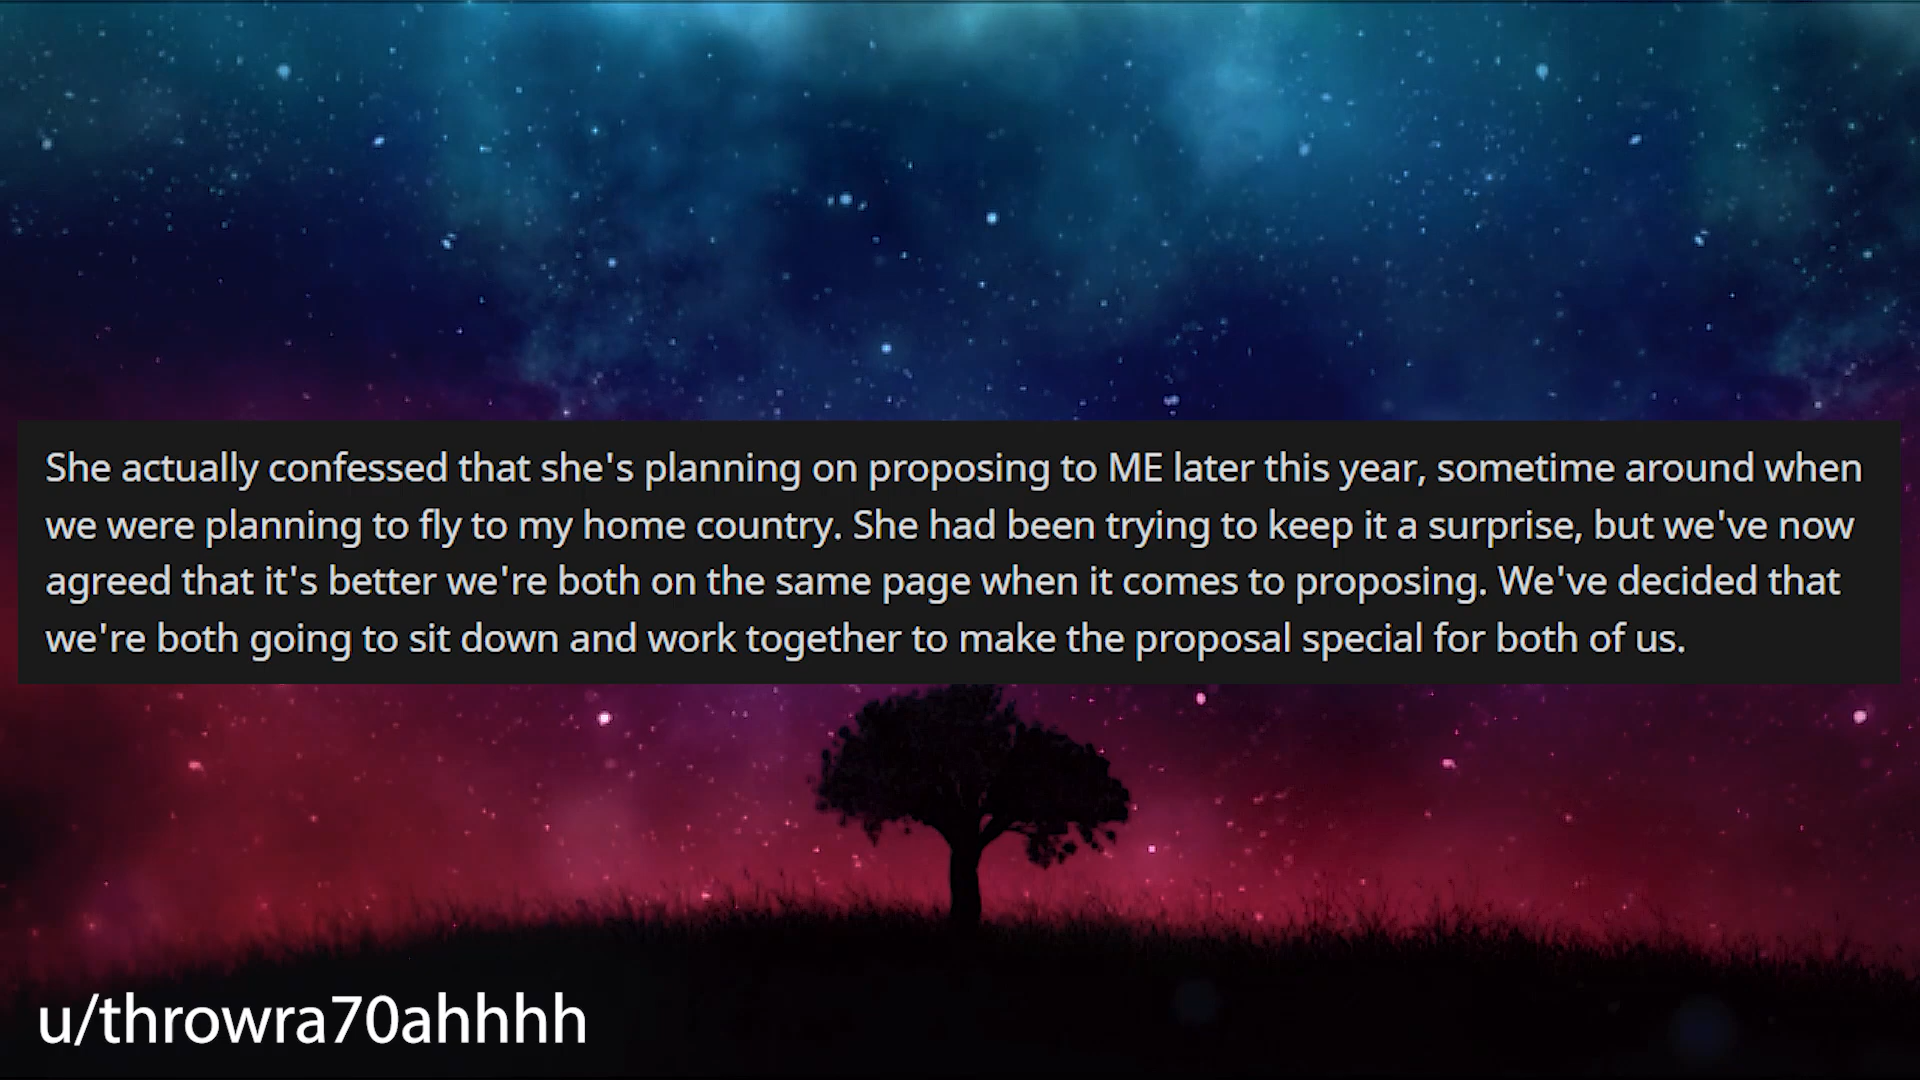 She actually confessed that she's planning on proposing to ME later this year, sometime around when
we were planning to fly to my home country. She had been trying to keep it a surprise, but we've now
agreed that it's better we're both on the same page when it comes to proposing. We've decided that
we're both going to sit down and work together to make the proposal special for both of us.
u/throwra70ahhhh